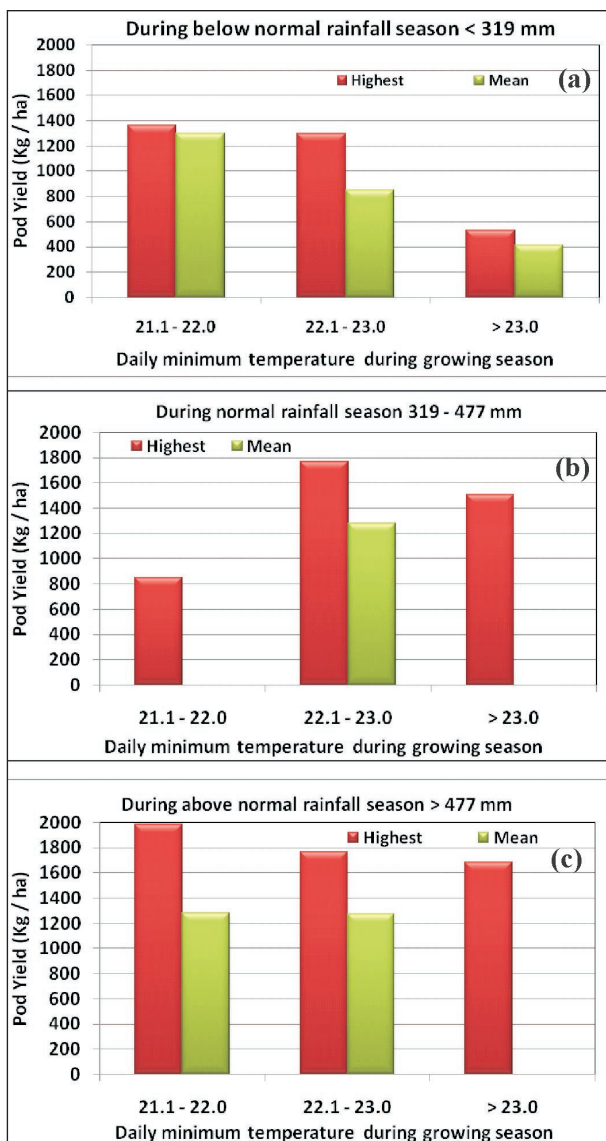 During below normal rainfall season < 319 mm
Highest Mean (a)
Pod Yield (Kg / ha)
2000
1800
1600
1400
1200
1000
800
600
400
200
0
21.1 - 22.0 22.1 - 23.0 > 23.0
Daily minimum temperature during growing season
During normal rainfall season 319 - 477 mm
Highest Mean (b)
Pod Yield (Kg / ha)
2000
1800
1600
1400
1200
1000
800
600
400
200
0
21.1 - 22.0 22.1 - 23.0 > 23.0
Daily minimum temperature during growing season
During above normal rainfall season > 477 mm
Highest Mean (c)
Pod Yield (Kg / ha)
2000
1800
1600
1400
1200
1000
800
600
400
200
0
21.1 - 22.0 22.1 - 23.0 > 23.0
Daily minimum temperature during growing season